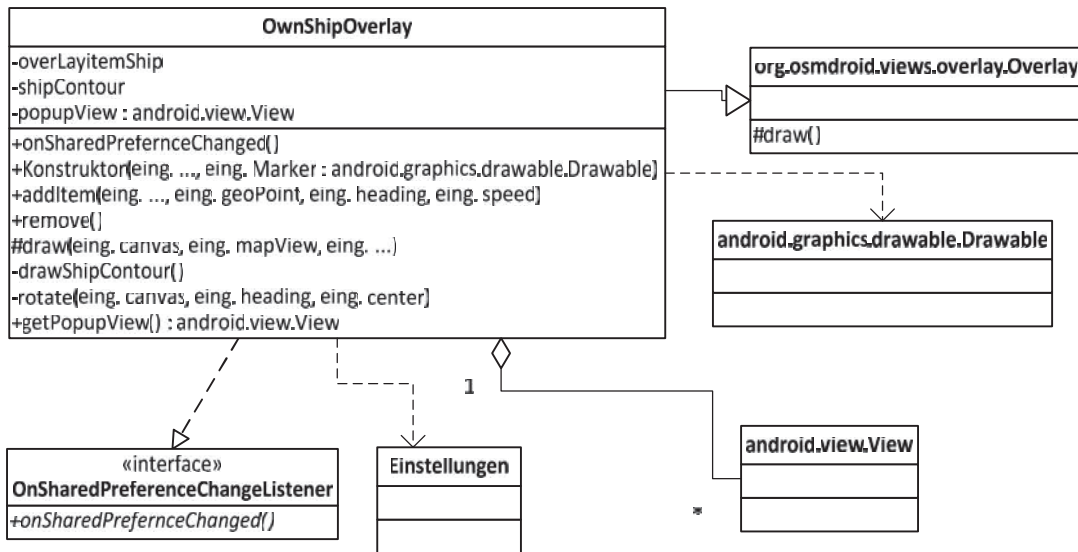 OwnShipOverlay
-overLayitemShip
-shipContour
-popupView : android.view.View
+onSharedPrefernceChanged()
+Konstruktor(eing. ..., eing. Marker : android.graphics.drawable.Drawable)
+addItem(eing. ..., eing. geoPoint, eing. heading, eing. speed)
+remove()
#draw(eing. canvas, eing. mapView, eing. ...)
-drawShipContour()
-rotate(eing. canvas, eing. heading, eing. center)
+getPopupView() : android.view.View
org.osmdroid.views.overlay.Overlay
#draw()
android.graphics.drawable.Drawable
1
*
android.view.View
«interface»
OnSharedPreferenceChangeListener
+onSharedPrefernceChanged()
Einstellungen